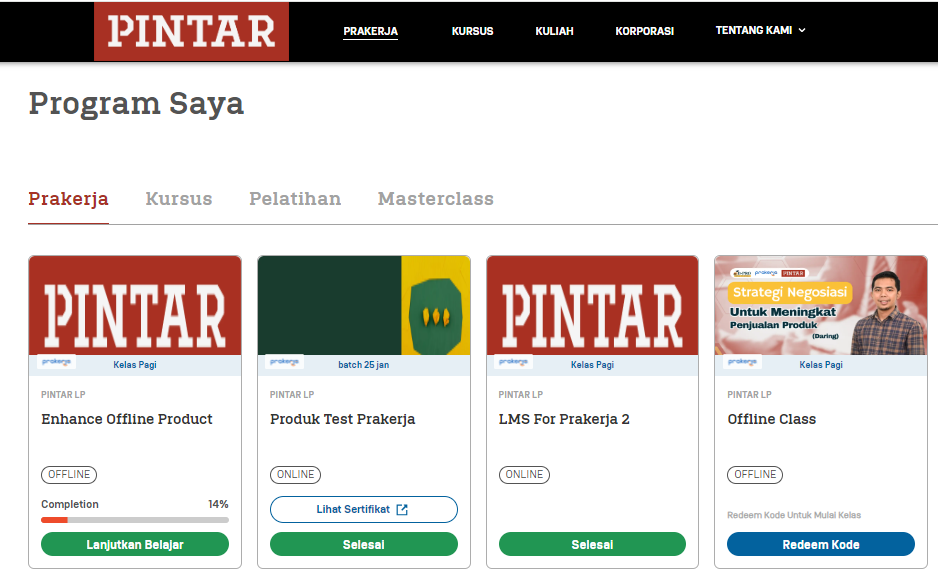 PINTAR
PRAKERJA
KURSUS
KULIAH
KORPORASI
TENTANG KAMI
Program Saya
Prakerja
Kursus
Pelatihan
Masterclass
PINTAR
prakerja
Kelas Pagi
PINTAR LP
Enhance Offline Product
OFFLINE
Completion 14%
Lanjutkan Belajar
prakerja
batch 25 jan
PINTAR LP
Produk Test Prakerja
ONLINE
Lihat Sertifikat
Selesai
PINTAR
prakerja
Kelas Pagi
PINTAR LP
LMS For Prakerja 2
ONLINE
Selesai
prakerja PINTAR
Strategi Negosiasi
Untuk Meningkat
Penjualan Produk
(Daring)
prakerja
Kelas Pagi
PINTAR LP
Offline Class
OFFLINE
Redeem Kode Untuk Mulai Kelas
Redeem Kode